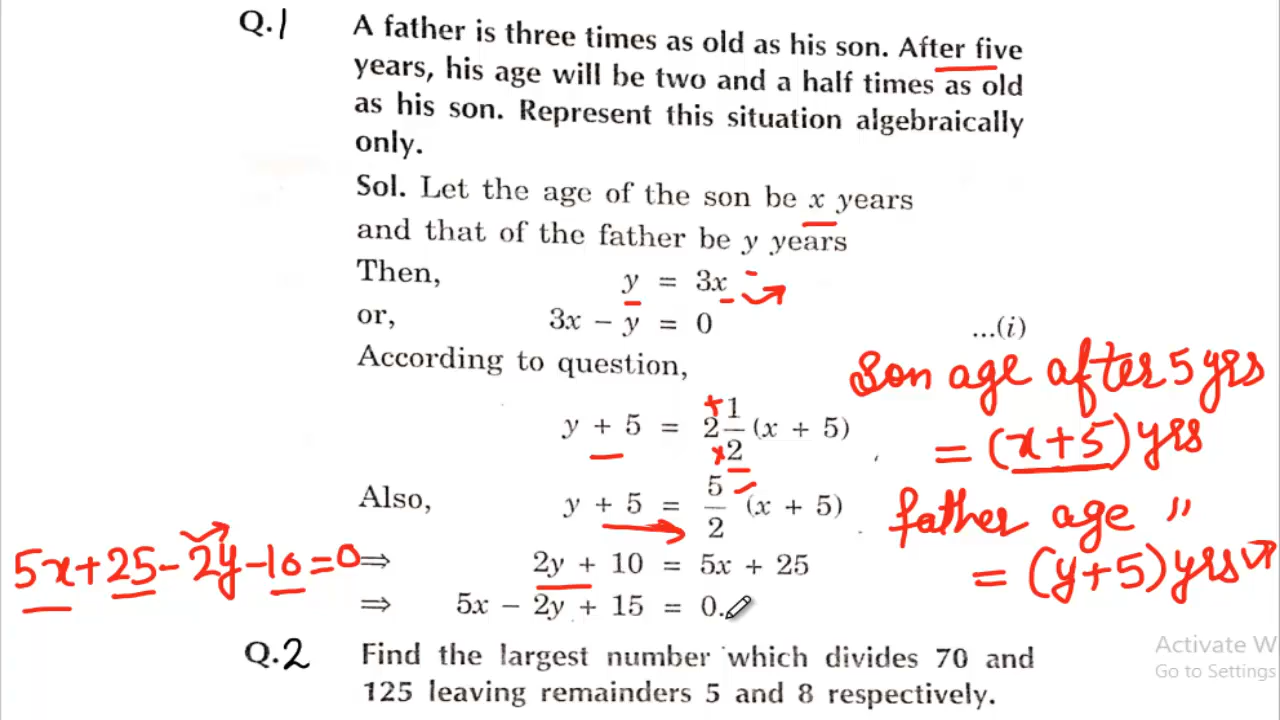 Q.1 A father is three times as old as his son. After five
years, his age will be two and a half times as old
as his son. Represent this situation algebraically
only.
Sol. Let the age of the son be x years
and that of the father be y years
Then, y = 3x
or, 3x − y = 0 ...(i)
According to question,
Son age after 5 yrs
y + 5 = 2 1/2 (x + 5)
+
×
= (x+5) yrs
Also, y + 5 = 5/2 (x + 5)
father age "
5x+25-2y-10=0
⇒ 2y + 10 = 5x + 25
= (y+5) yrs
⇒ 5x − 2y + 15 = 0.
Q.2 Find the largest number which divides 70 and
125 leaving remainders 5 and 8 respectively.
Activate W
Go to Settings